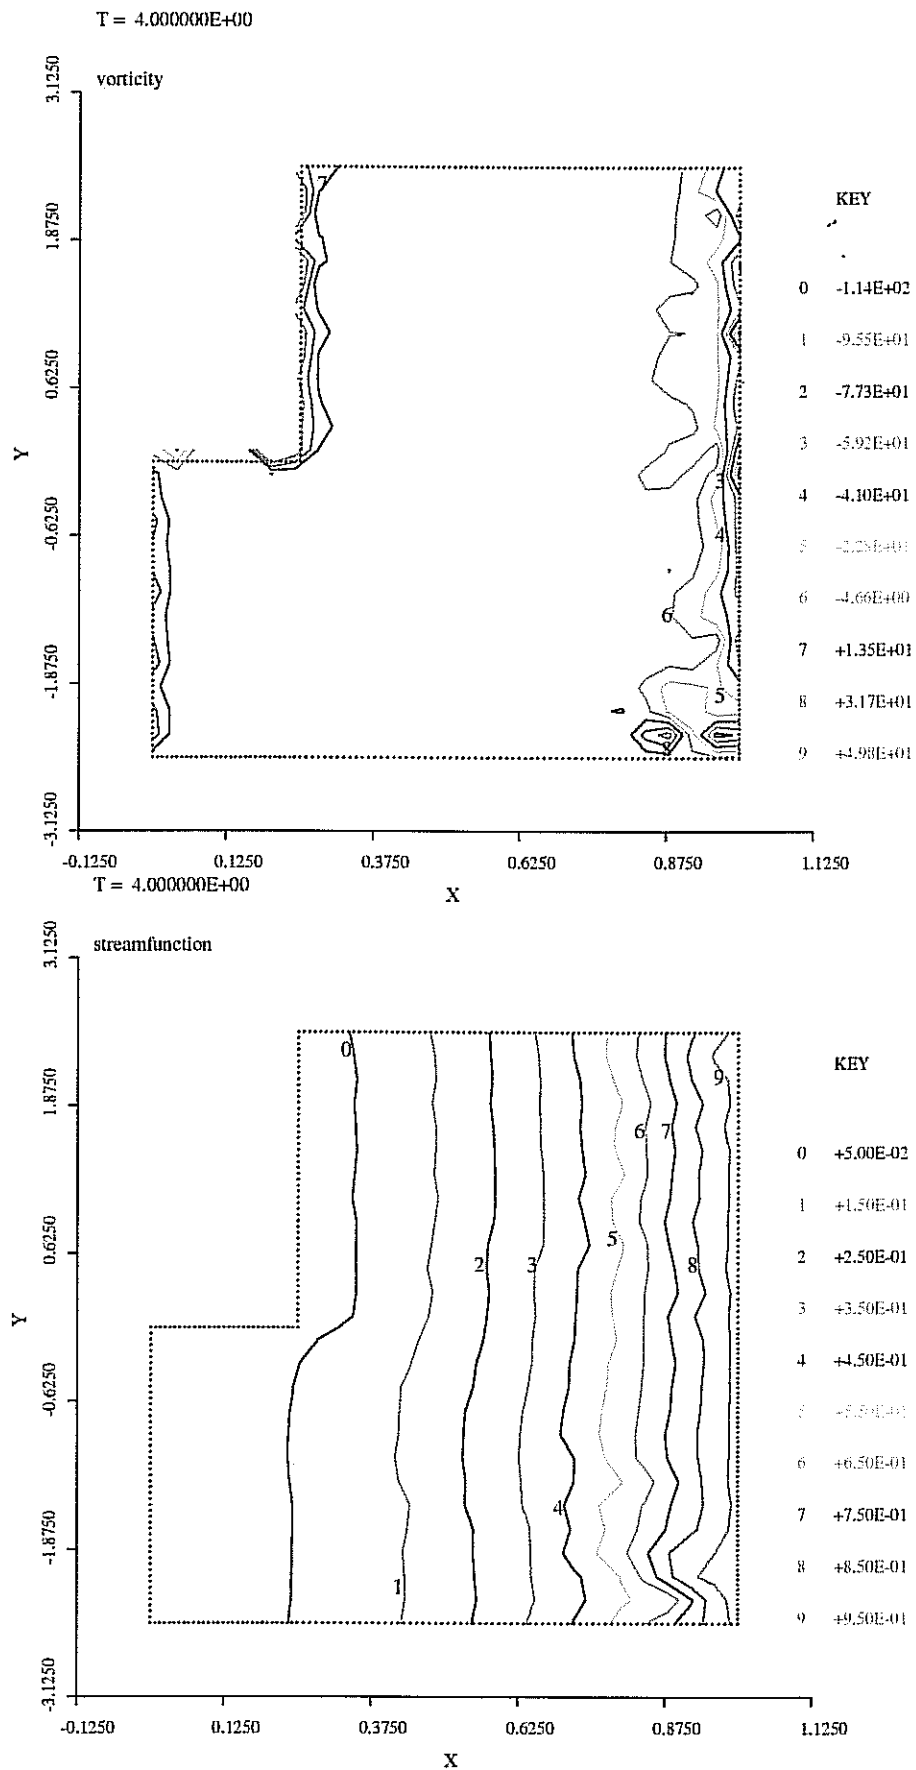 T = 4.000000E+00
vorticity
3.1250
1.8750
0.6250
Y
-0.6250
-1.8750
-3.1250
-0.1250 0.1250 0.3750 0.6250 0.8750 1.1250
X
7
3
4
6
5
KEY
0 -1.14E+02
1 -9.55E+01
2 -7.73E+01
3 -5.92E+01
4 -4.10E+01
5 -2.28E+01
6 -4.66E+00
7 +1.35E+01
8 +3.17E+01
9 +4.98E+01
T = 4.000000E+00
streamfunction
3.1250
1.8750
0.6250
Y
-0.6250
-1.8750
-3.1250
-0.1250 0.1250 0.3750 0.6250 0.8750 1.1250
X
0
9
6 7
5
2 3 8
4
1
KEY
0 +5.00E-02
1 +1.50E-01
2 +2.50E-01
3 +3.50E-01
4 +4.50E-01
5
6 +6.50E-01
7 +7.50E-01
8 +8.50E-01
9 +9.50E-01